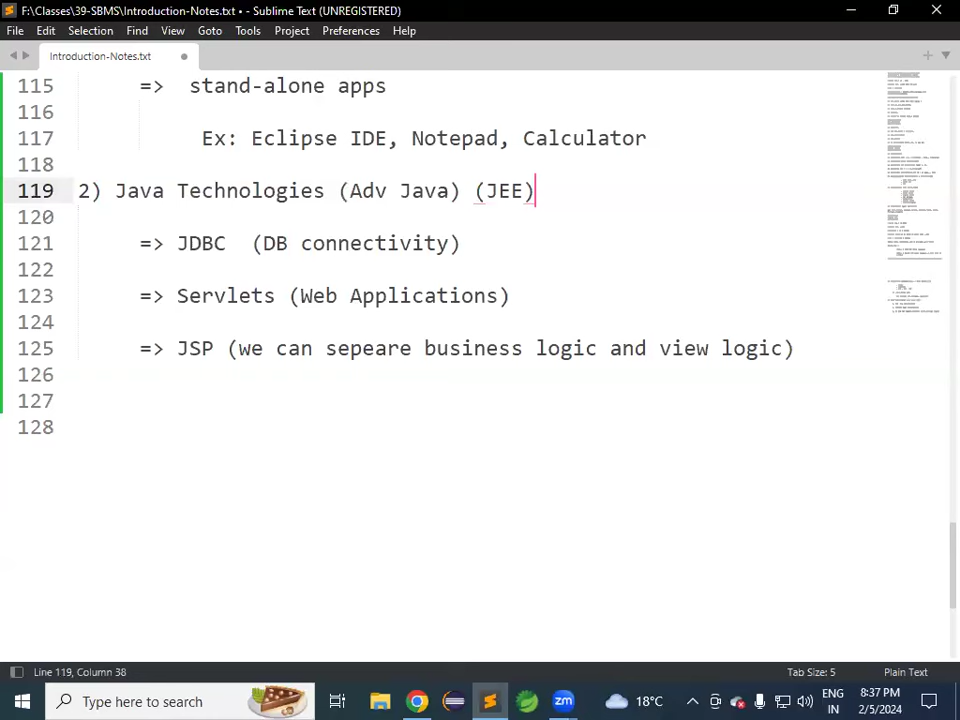 F:\Classes\39-SBMS\Introduction-Notes.txt • - Sublime Text (UNREGISTERED)
File Edit Selection Find View Goto Tools Project Preferences Help
Introduction-Notes.txt
115 => stand-alone apps
116
117 Ex: Eclipse IDE, Notepad, Calculator
118
119 2) Java Technologies (Adv Java) (JEE)
120
121 => JDBC (DB connectivity)
122
123 => Servlets (Web Applications)
124
125 => JSP (we can sepeare business logic and view logic)
126
127
128
Line 119, Column 38 Tab Size: 5 Plain Text
Type here to search 18°C ENG IN 8:37 PM 2/5/2024